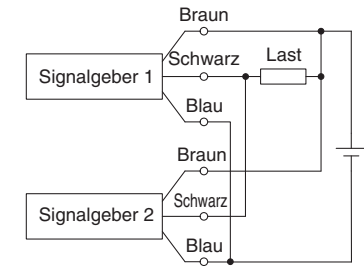 Braun
Schwarz
Last
Signalgeber 1
Blau
Braun
Schwarz
Signalgeber 2
Blau